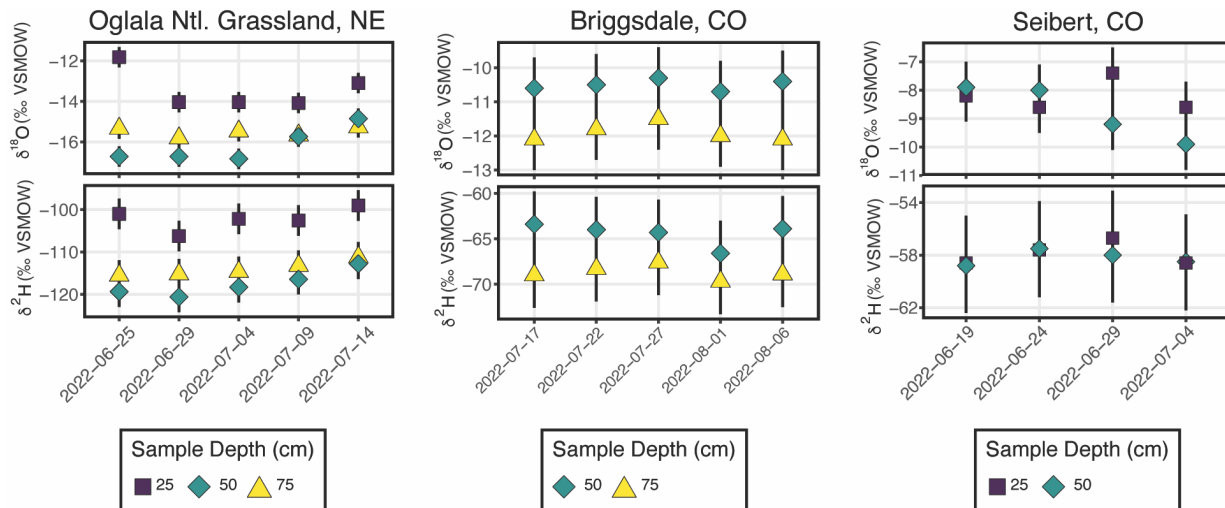 Oglala Ntl. Grassland, NE
δ18O(‰ VSMOW)
−12
−14
−16
δ2H(‰ VSMOW)
−100
−110
−120
2022−06−25
2022−06−29
2022−07−04
2022−07−09
2022−07−14
Sample Depth (cm)
25 50 75
Briggsdale, CO
δ18O(‰ VSMOW)
−10
−11
−12
−13
δ2H(‰ VSMOW)
−60
−65
−70
2022−07−17
2022−07−22
2022−07−27
2022−08−01
2022−08−06
Sample Depth (cm)
50 75
Seibert, CO
δ18O(‰ VSMOW)
−7
−8
−9
−10
−11
δ2H(‰ VSMOW)
−54
−58
−62
2022−06−19
2022−06−24
2022−06−29
2022−07−04
Sample Depth (cm)
25 50